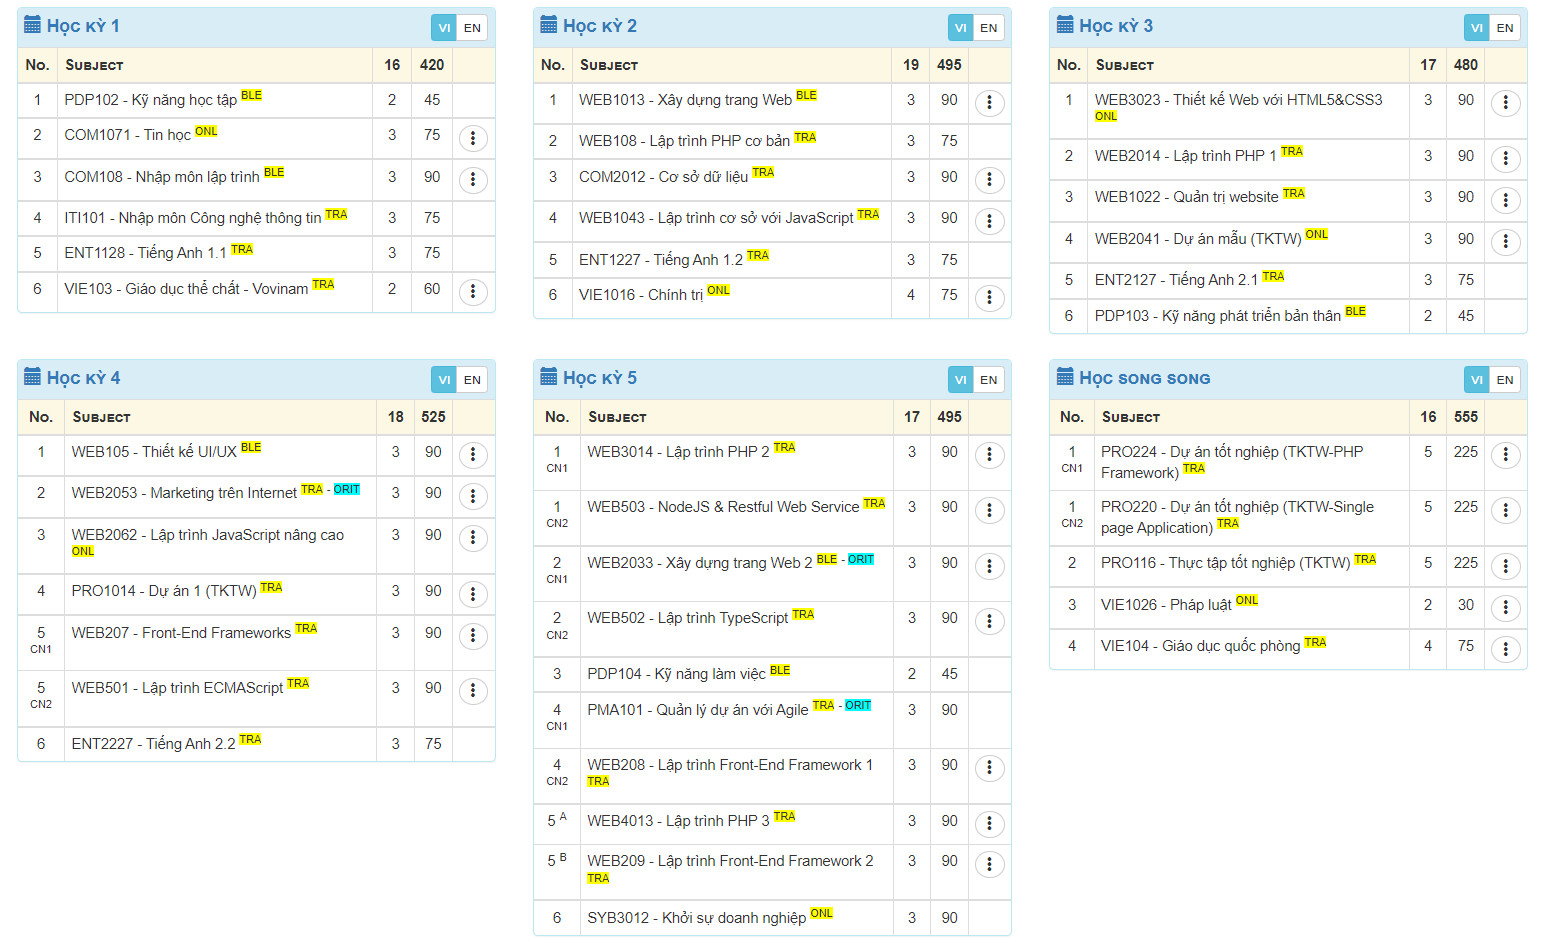 Học kỳ 1 VI EN
No. Subject 16 420
1 PDP102 - Kỹ năng học tập BLE 2 45
2 COM1071 - Tin học ONL 3 75
3 COM108 - Nhập môn lập trình BLE 3 90
4 ITI101 - Nhập môn Công nghệ thông tin TRA 3 75
5 ENT1128 - Tiếng Anh 1.1 TRA 3 75
6 VIE103 - Giáo dục thể chất - Vovinam TRA 2 60
Học kỳ 2 VI EN
No. Subject 19 495
1 WEB1013 - Xây dựng trang Web BLE 3 90
2 WEB108 - Lập trình PHP cơ bản TRA 3 75
3 COM2012 - Cơ sở dữ liệu TRA 3 90
4 WEB1043 - Lập trình cơ sở với JavaScript TRA 3 90
5 ENT1227 - Tiếng Anh 1.2 TRA 3 75
6 VIE1016 - Chính trị ONL 4 75
Học kỳ 3 VI EN
No. Subject 17 480
1 WEB3023 - Thiết kế Web với HTML5&CSS3 3 90
ONL
2 WEB2014 - Lập trình PHP 1 TRA 3 90
3 WEB1022 - Quản trị website TRA 3 90
4 WEB2041 - Dự án mẫu (TKTW) ONL 3 90
5 ENT2127 - Tiếng Anh 2.1 TRA 3 75
6 PDP103 - Kỹ năng phát triển bản thân BLE 2 45
Học kỳ 4 VI EN
No. Subject 18 525
1 WEB105 - Thiết kế UI/UX BLE 3 90
2 WEB2053 - Marketing trên Internet TRA - ORIT 3 90
3 WEB2062 - Lập trình JavaScript nâng cao 3 90
ONL
4 PRO1014 - Dự án 1 (TKTW) TRA 3 90
5 WEB207 - Front-End Frameworks TRA 3 90
CN1
5 WEB501 - Lập trình ECMAScript TRA 3 90
CN2
6 ENT2227 - Tiếng Anh 2.2 TRA 3 75
Học kỳ 5 VI EN
No. Subject 17 495
1 WEB3014 - Lập trình PHP 2 TRA 3 90
CN1
1 WEB503 - NodeJS & Restful Web Service TRA 3 90
CN2
2 WEB2033 - Xây dựng trang Web 2 BLE - ORIT 3 90
CN1
2 WEB502 - Lập trình TypeScript TRA 3 90
CN2
3 PDP104 - Kỹ năng làm việc BLE 2 45
4 PMA101 - Quản lý dự án với Agile TRA - ORIT 3 90
CN1
4 WEB208 - Lập trình Front-End Framework 1 3 90
CN2 TRA
5 A WEB4013 - Lập trình PHP 3 TRA 3 90
5 B WEB209 - Lập trình Front-End Framework 2 3 90
TRA
6 SYB3012 - Khởi sự doanh nghiệp ONL 3 90
Học song song VI EN
No. Subject 16 555
1 PRO224 - Dự án tốt nghiệp (TKTW-PHP 5 225
CN1 Framework) TRA
1 PRO220 - Dự án tốt nghiệp (TKTW-Single 5 225
CN2 page Application) TRA
2 PRO116 - Thực tập tốt nghiệp (TKTW) TRA 5 225
3 VIE1026 - Pháp luật ONL 2 30
4 VIE104 - Giáo dục quốc phòng TRA 4 75